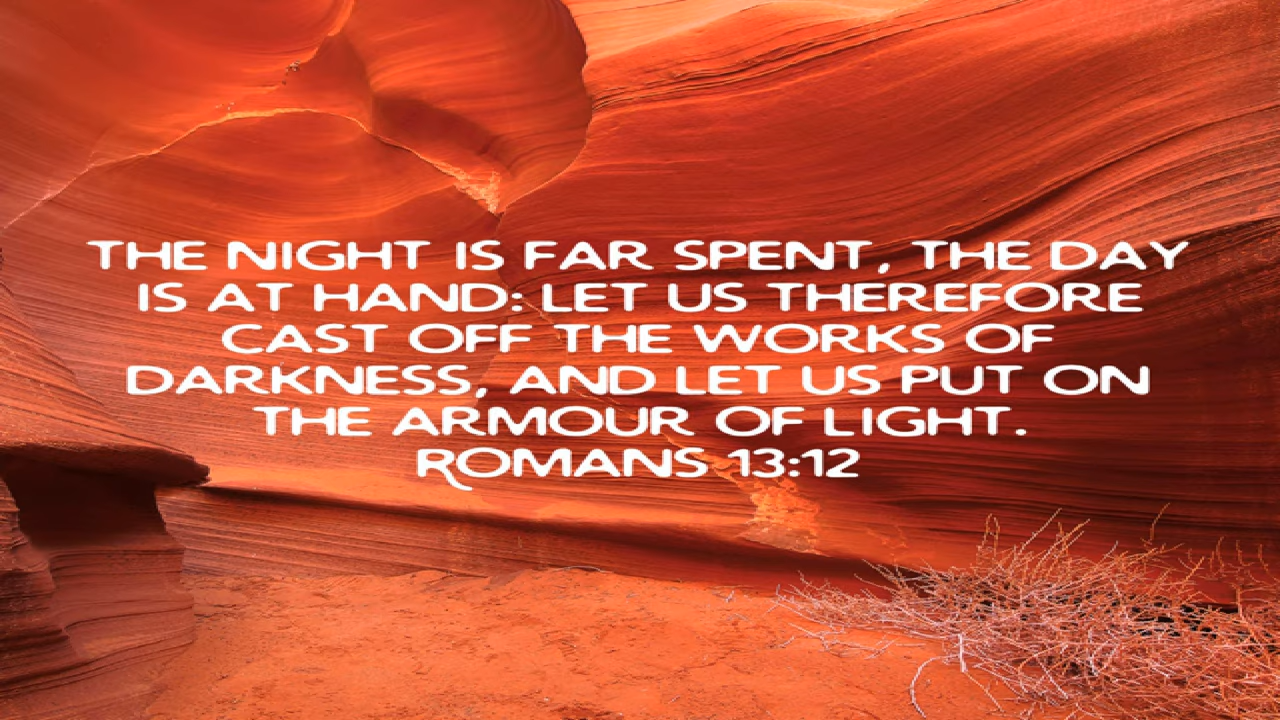 THE NIGHT IS FAR SPENT, THE DAY
IS AT HAND: LET US THEREFORE
CAST OFF THE WORKS OF
DARKNESS, AND LET US PUT ON
THE ARMOUR OF LIGHT.
ROMANS 13:12